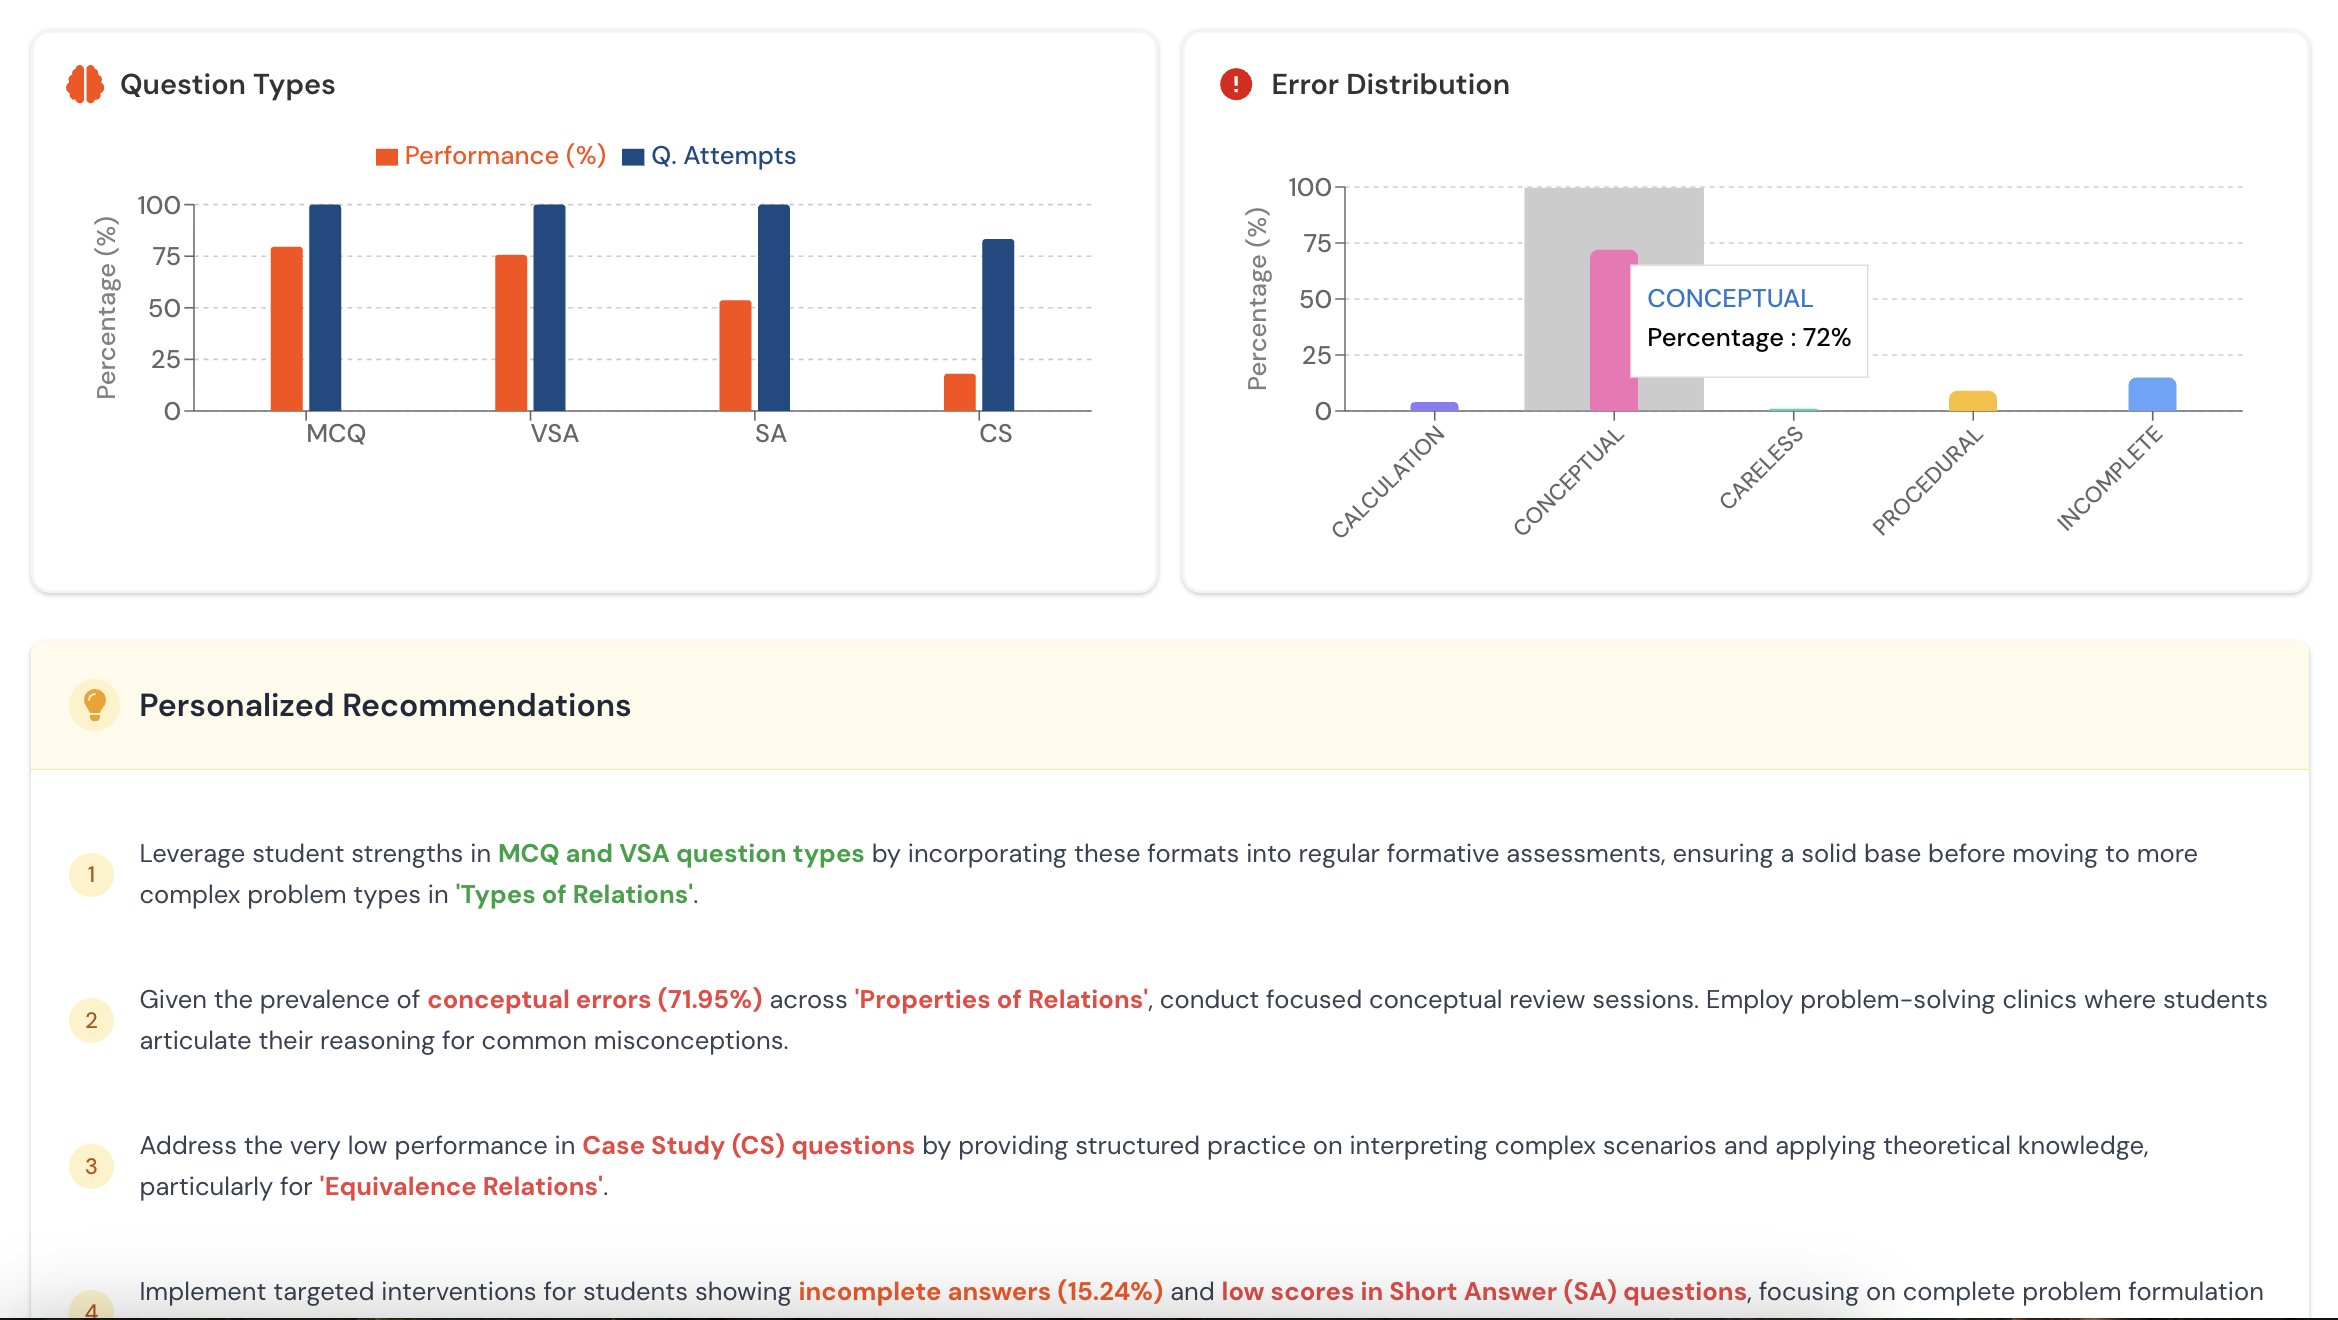 Question Types
Performance (%) Q. Attempts
Percentage (%)
100
75
50
25
0
MCQ VSA SA CS
Error Distribution
Percentage (%)
100
75
50
25
0
CONCEPTUAL
Percentage : 72%
CALCULATION CONCEPTUAL CARELESS PROCEDURAL INCOMPLETE
Personalized Recommendations
1
Leverage student strengths in MCQ and VSA question types by incorporating these formats into regular formative assessments, ensuring a solid base before moving to more
complex problem types in 'Types of Relations'.
2
Given the prevalence of conceptual errors (71.95%) across 'Properties of Relations', conduct focused conceptual review sessions. Employ problem-solving clinics where students
articulate their reasoning for common misconceptions.
3
Address the very low performance in Case Study (CS) questions by providing structured practice on interpreting complex scenarios and applying theoretical knowledge,
particularly for 'Equivalence Relations'.
4
Implement targeted interventions for students showing incomplete answers (15.24%) and low scores in Short Answer (SA) questions, focusing on complete problem formulation